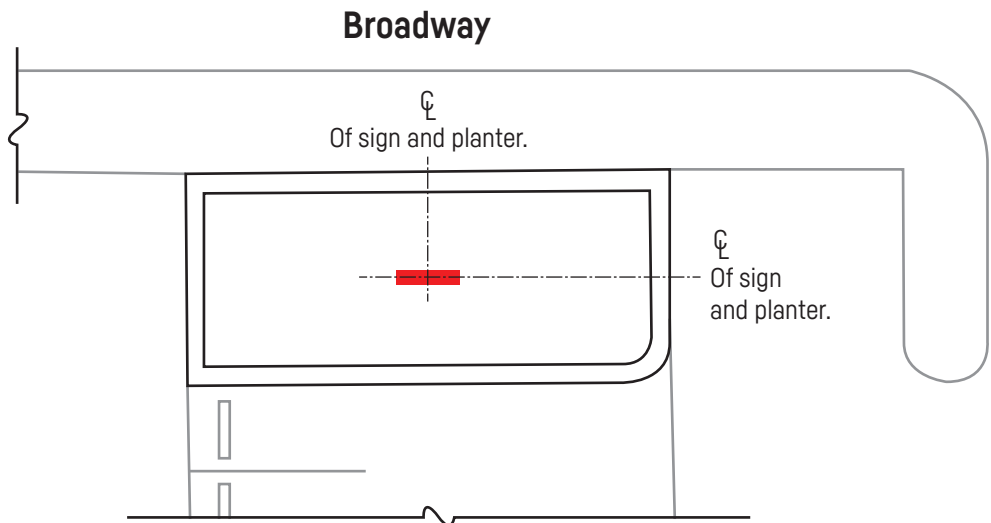 Broadway
℄
Of sign and planter.
℄
Of sign
and planter.